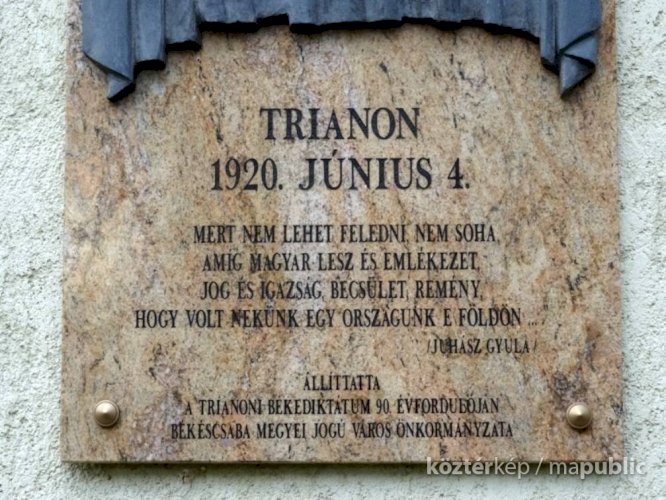 TRIANON
1920. JÚNIUS 4.
„MERT NEM LEHET FELEDNI, NEM SOHA,
AMÍG MAGYAR LESZ ÉS EMLÉKEZET,
JOG ÉS IGAZSÁG, BECSÜLET, REMÉNY,
HOGY VOLT NEKÜNK EGY ORSZÁGUNK E FÖLDÖN ..."
/JUHÁSZ GYULA/
ÁLLÍTTATTA
A TRIANONI BÉKEDIKTÁTUM 90. ÉVFORDULÓJÁN
BÉKÉSCSABA MEGYEI JOGÚ VÁROS ÖNKORMÁNYZATA
köztérkép / mapublic